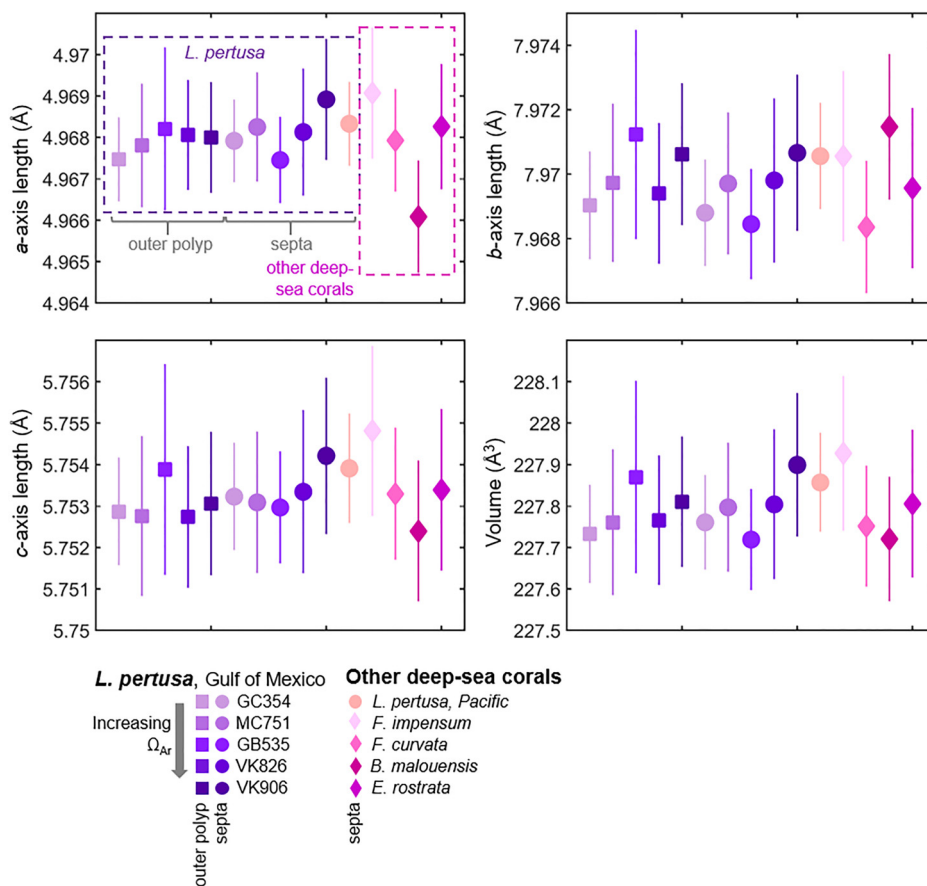 4.97
4.969
4.968
4.967
4.966
4.965
4.964
a-axis length (Å)
L. pertusa
outer polyp
septa
other deep-
sea corals
7.974
7.972
7.97
7.968
7.966
b-axis length (Å)
5.756
5.755
5.754
5.753
5.752
5.751
5.75
c-axis length (Å)
228.1
228
227.9
227.8
227.7
227.6
227.5
Volume (Å³)
L. pertusa, Gulf of Mexico
Increasing
ΩAr
GC354
MC751
GB535
VK826
VK906
outer polyp
septa
Other deep-sea corals
L. pertusa, Pacific
F. impensum
F. curvata
B. malouensis
E. rostrata
septa